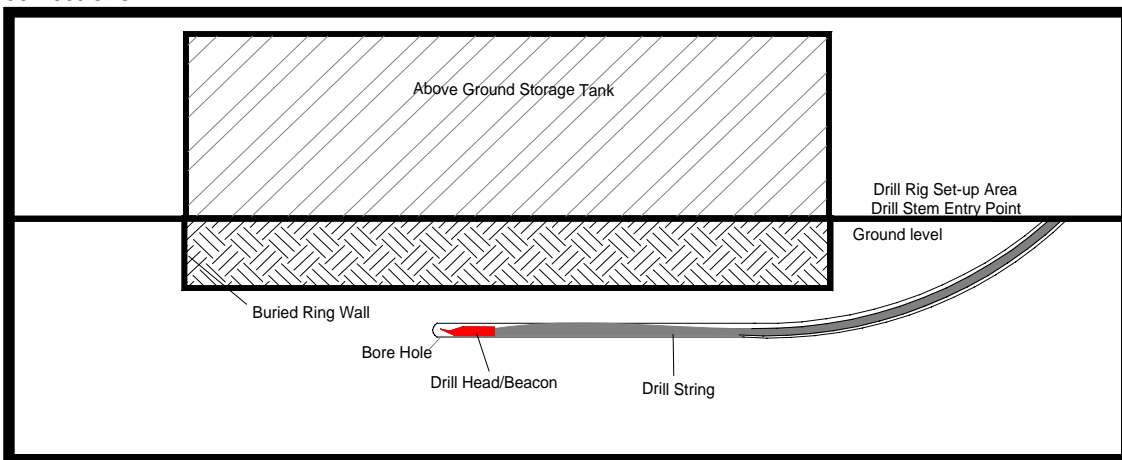 Above Ground Storage Tank
Drill Rig Set-up Area
Drill Stem Entry Point
Ground level
Buried Ring Wall
Bore Hole
Drill Head/Beacon
Drill String